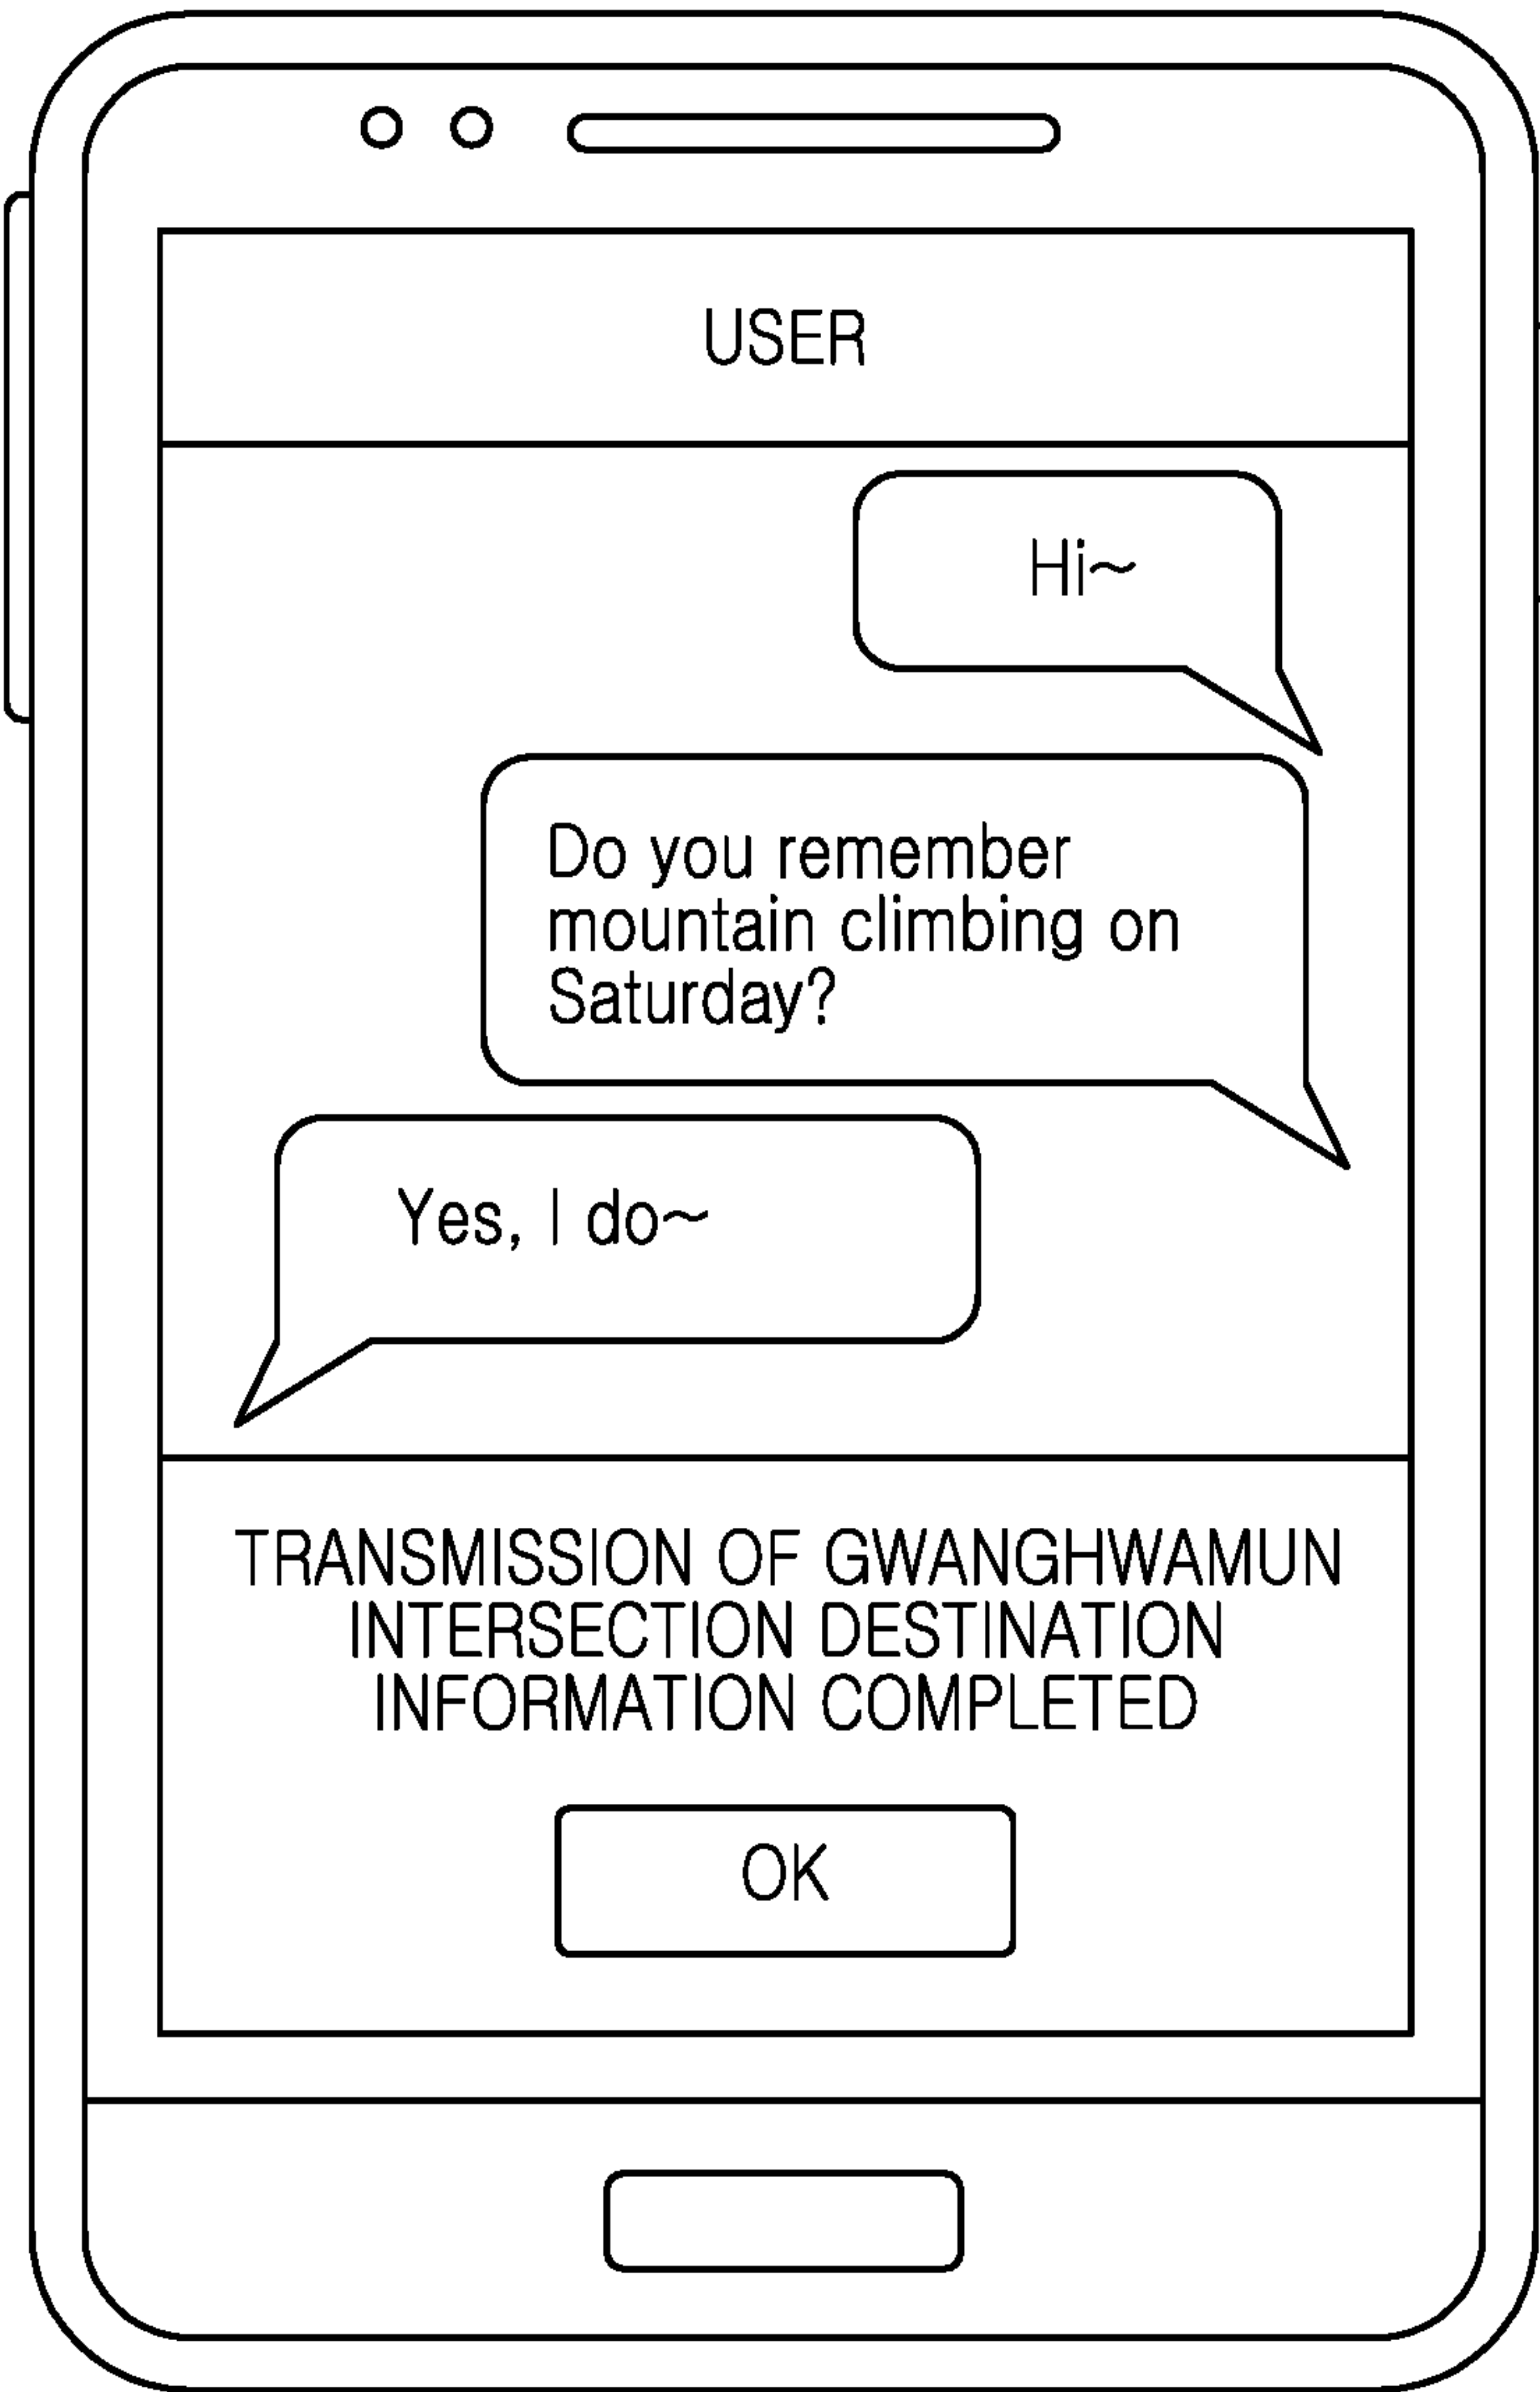 USER
Hi~
Do you remember
mountain climbing on
Saturday?
Yes, I do~
TRANSMISSION OF GWANGHWAMUN
INTERSECTION DESTINATION
INFORMATION COMPLETED
OK